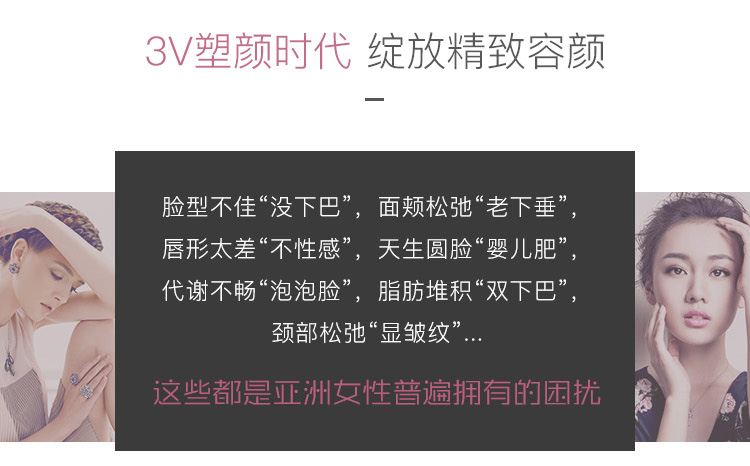 3V塑颜时代 绽放精致容颜
脸型不佳“没下巴”，面颊松弛“老下垂”，
唇形太差“不性感”，天生圆脸“婴儿肥”，
代谢不畅“泡泡脸”，脂肪堆积“双下巴”，
颈部松弛“显皱纹”...
这些都是亚洲女性普遍拥有的困扰